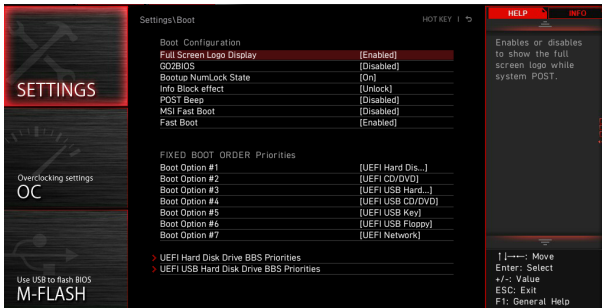 Settings\Boot
HOT KEY
HELP
INFO
Boot Configuration
Full Screen Logo Display [Enabled]
GO2BIOS [Disabled]
Bootup NumLock State [On]
Info Block effect [Unlock]
POST Beep [Disabled]
MSI Fast Boot [Disabled]
Fast Boot [Enabled]
FIXED BOOT ORDER Priorities
Boot Option #1 [UEFI Hard Dis...]
Boot Option #2 [UEFI CD/DVD]
Boot Option #3 [UEFI USB Hard...]
Boot Option #4 [UEFI USB CD/DVD]
Boot Option #5 [UEFI USB Key]
Boot Option #6 [UEFI USB Floppy]
Boot Option #7 [UEFI Network]
> UEFI Hard Disk Drive BBS Priorities
> UEFI USB Hard Disk Drive BBS Priorities
SETTINGS
Overclocking settings
OC
Use USB to flash BIOS
M-FLASH
Enables or disables
to show the full
screen logo while
system POST.
↑↓→←: Move
Enter: Select
+/-: Value
ESC: Exit
F1: General Help